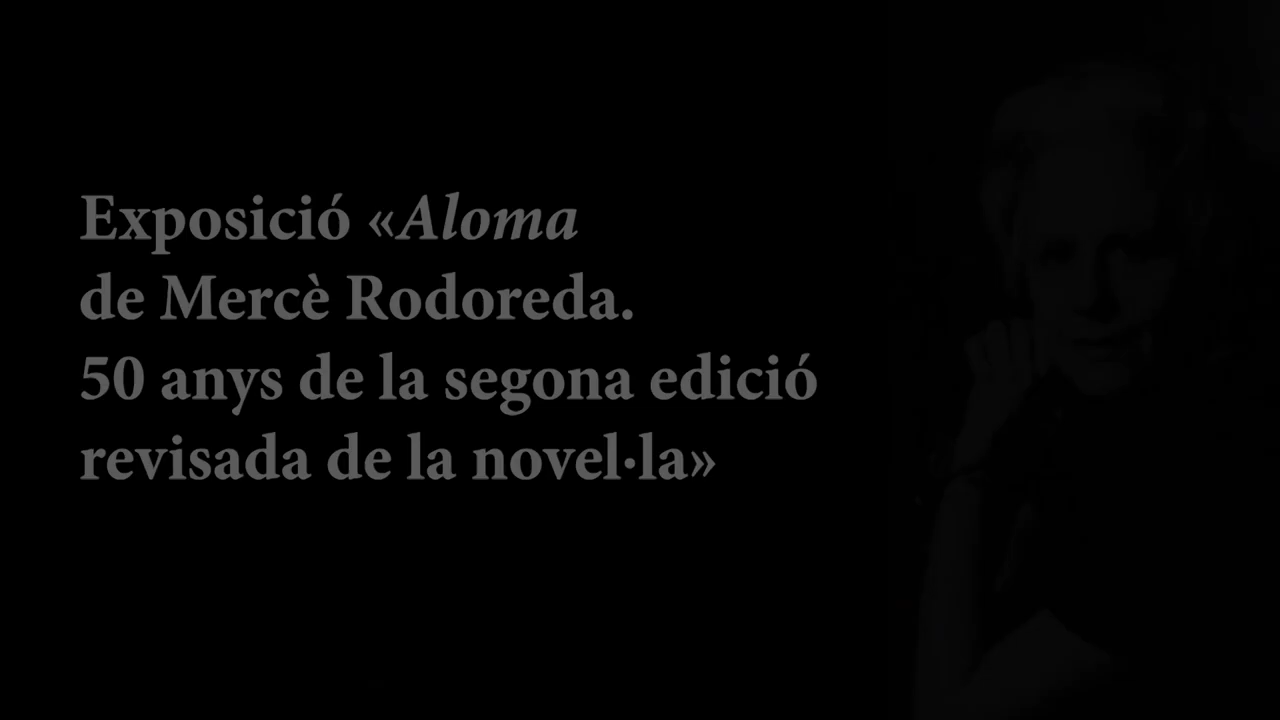 Exposició «Aloma
de Mercè Rodoreda.
50 anys de la segona edició
revisada de la novel·la»